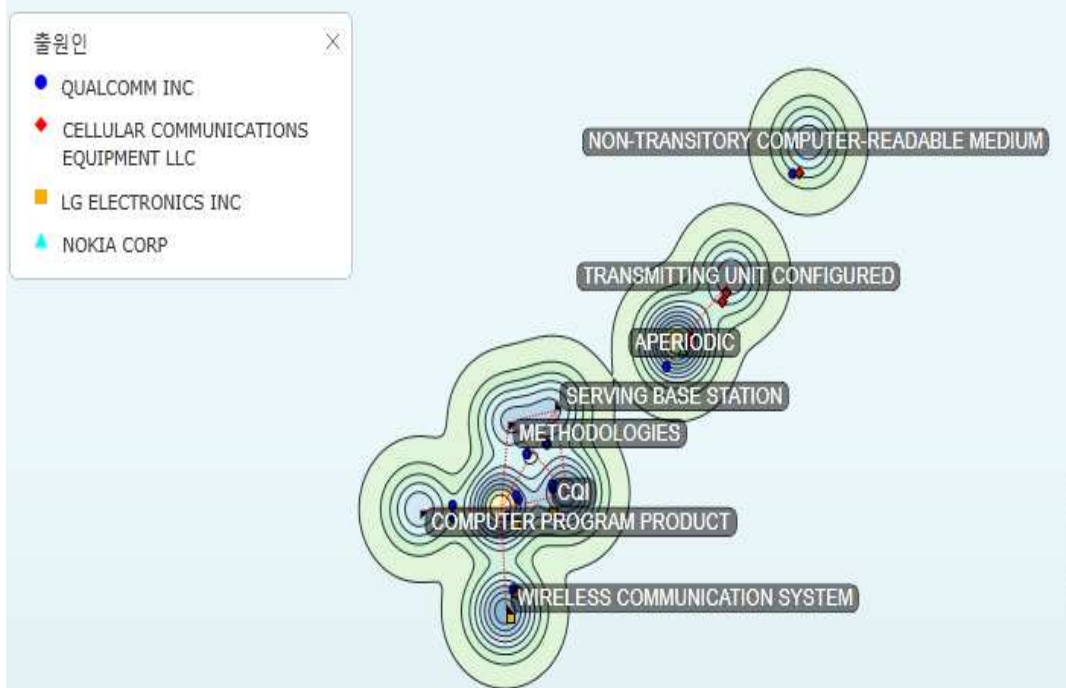 출원인
X
QUALCOMM INC
CELLULAR COMMUNICATIONS
EQUIPMENT LLC
LG ELECTRONICS INC
NOKIA CORP
NON-TRANSITORY COMPUTER-READABLE MEDIUM
TRANSMITTING UNIT CONFIGURED
APERIODIC
SERVING BASE STATION
METHODOLOGIES
CQI
COMPUTER PROGRAM PRODUCT
WIRELESS COMMUNICATION SYSTEM